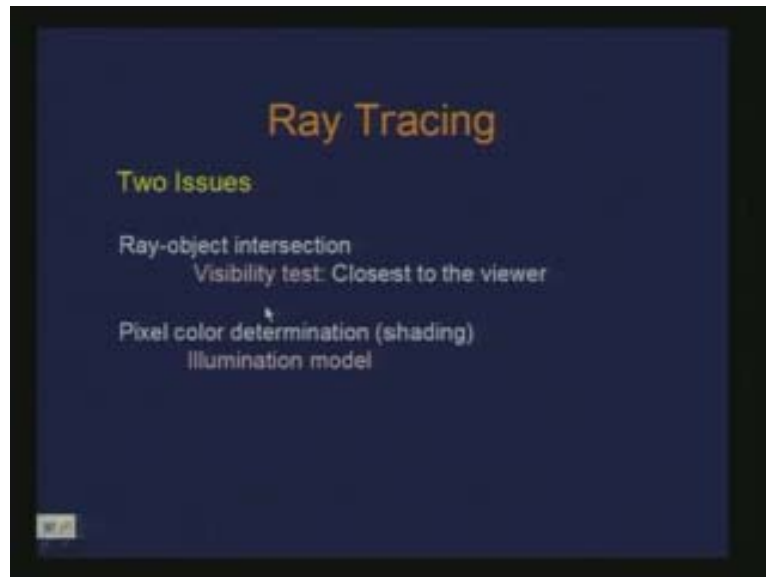 Ray Tracing
Two Issues
Ray-object intersection
Visibility test: Closest to the viewer
Pixel color determination (shading)
Illumination model